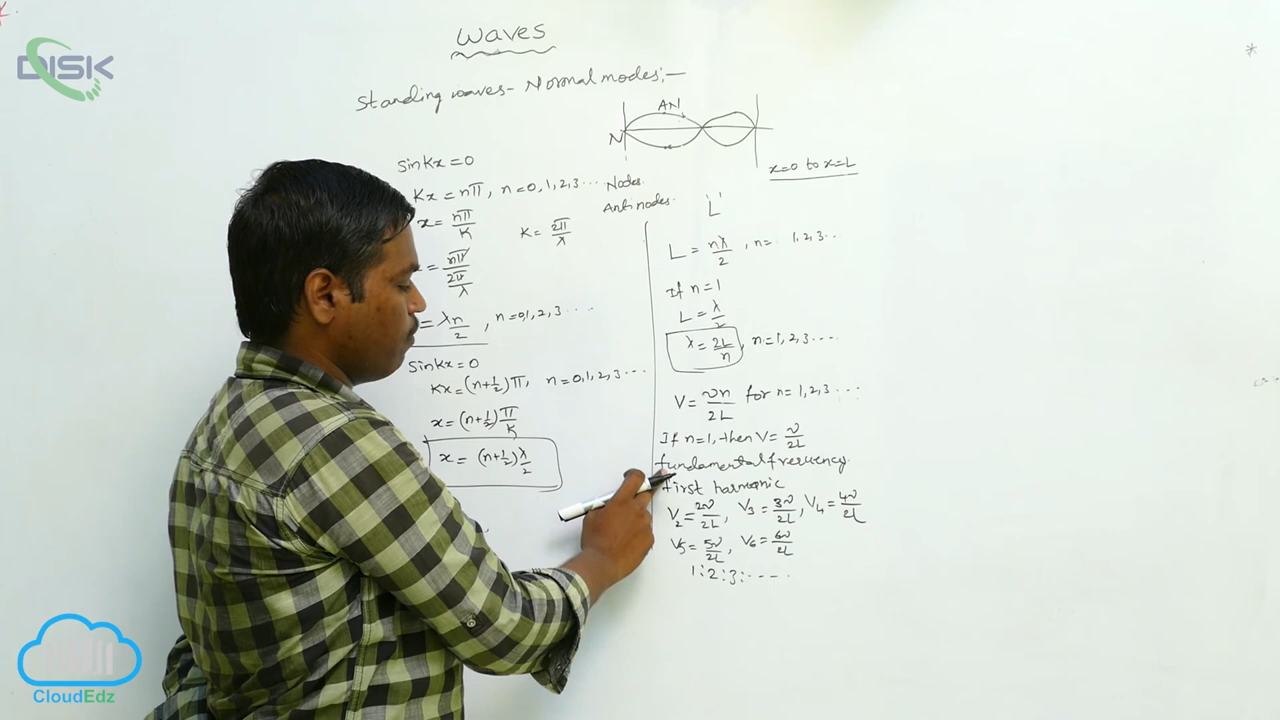 DISK
waves
Standing waves- Normal modes:-
AN
N
x=0 to x=L
sinKx=0
Kx = nπ, n=0,1,2,3... Nodes.
Antinodes.
'L'
x= nπ/K
K= 2π/λ
= nπ/(2π/λ)
= λn/2, n=0,1,2,3....
SinKx=0
Kx=(n+1/2)π, n=0,1,2,3...
x=(n+1/2)π/K
x= (n+1/2)λ/2
L = nλ/2, n= 1,2,3..
If n=1
L= λ/2
λ=2L/n, n=1,2,3....
V= vn/2L for n=1,2,3...
If n=1, then V= v/2L
fundamental frequency.
first harmonic
V2= 2v/2L, V3=3v/2L, V4=4v/2L
V5=5v/2L, V6=6v/2L
1:2:3:----.
CloudEdz